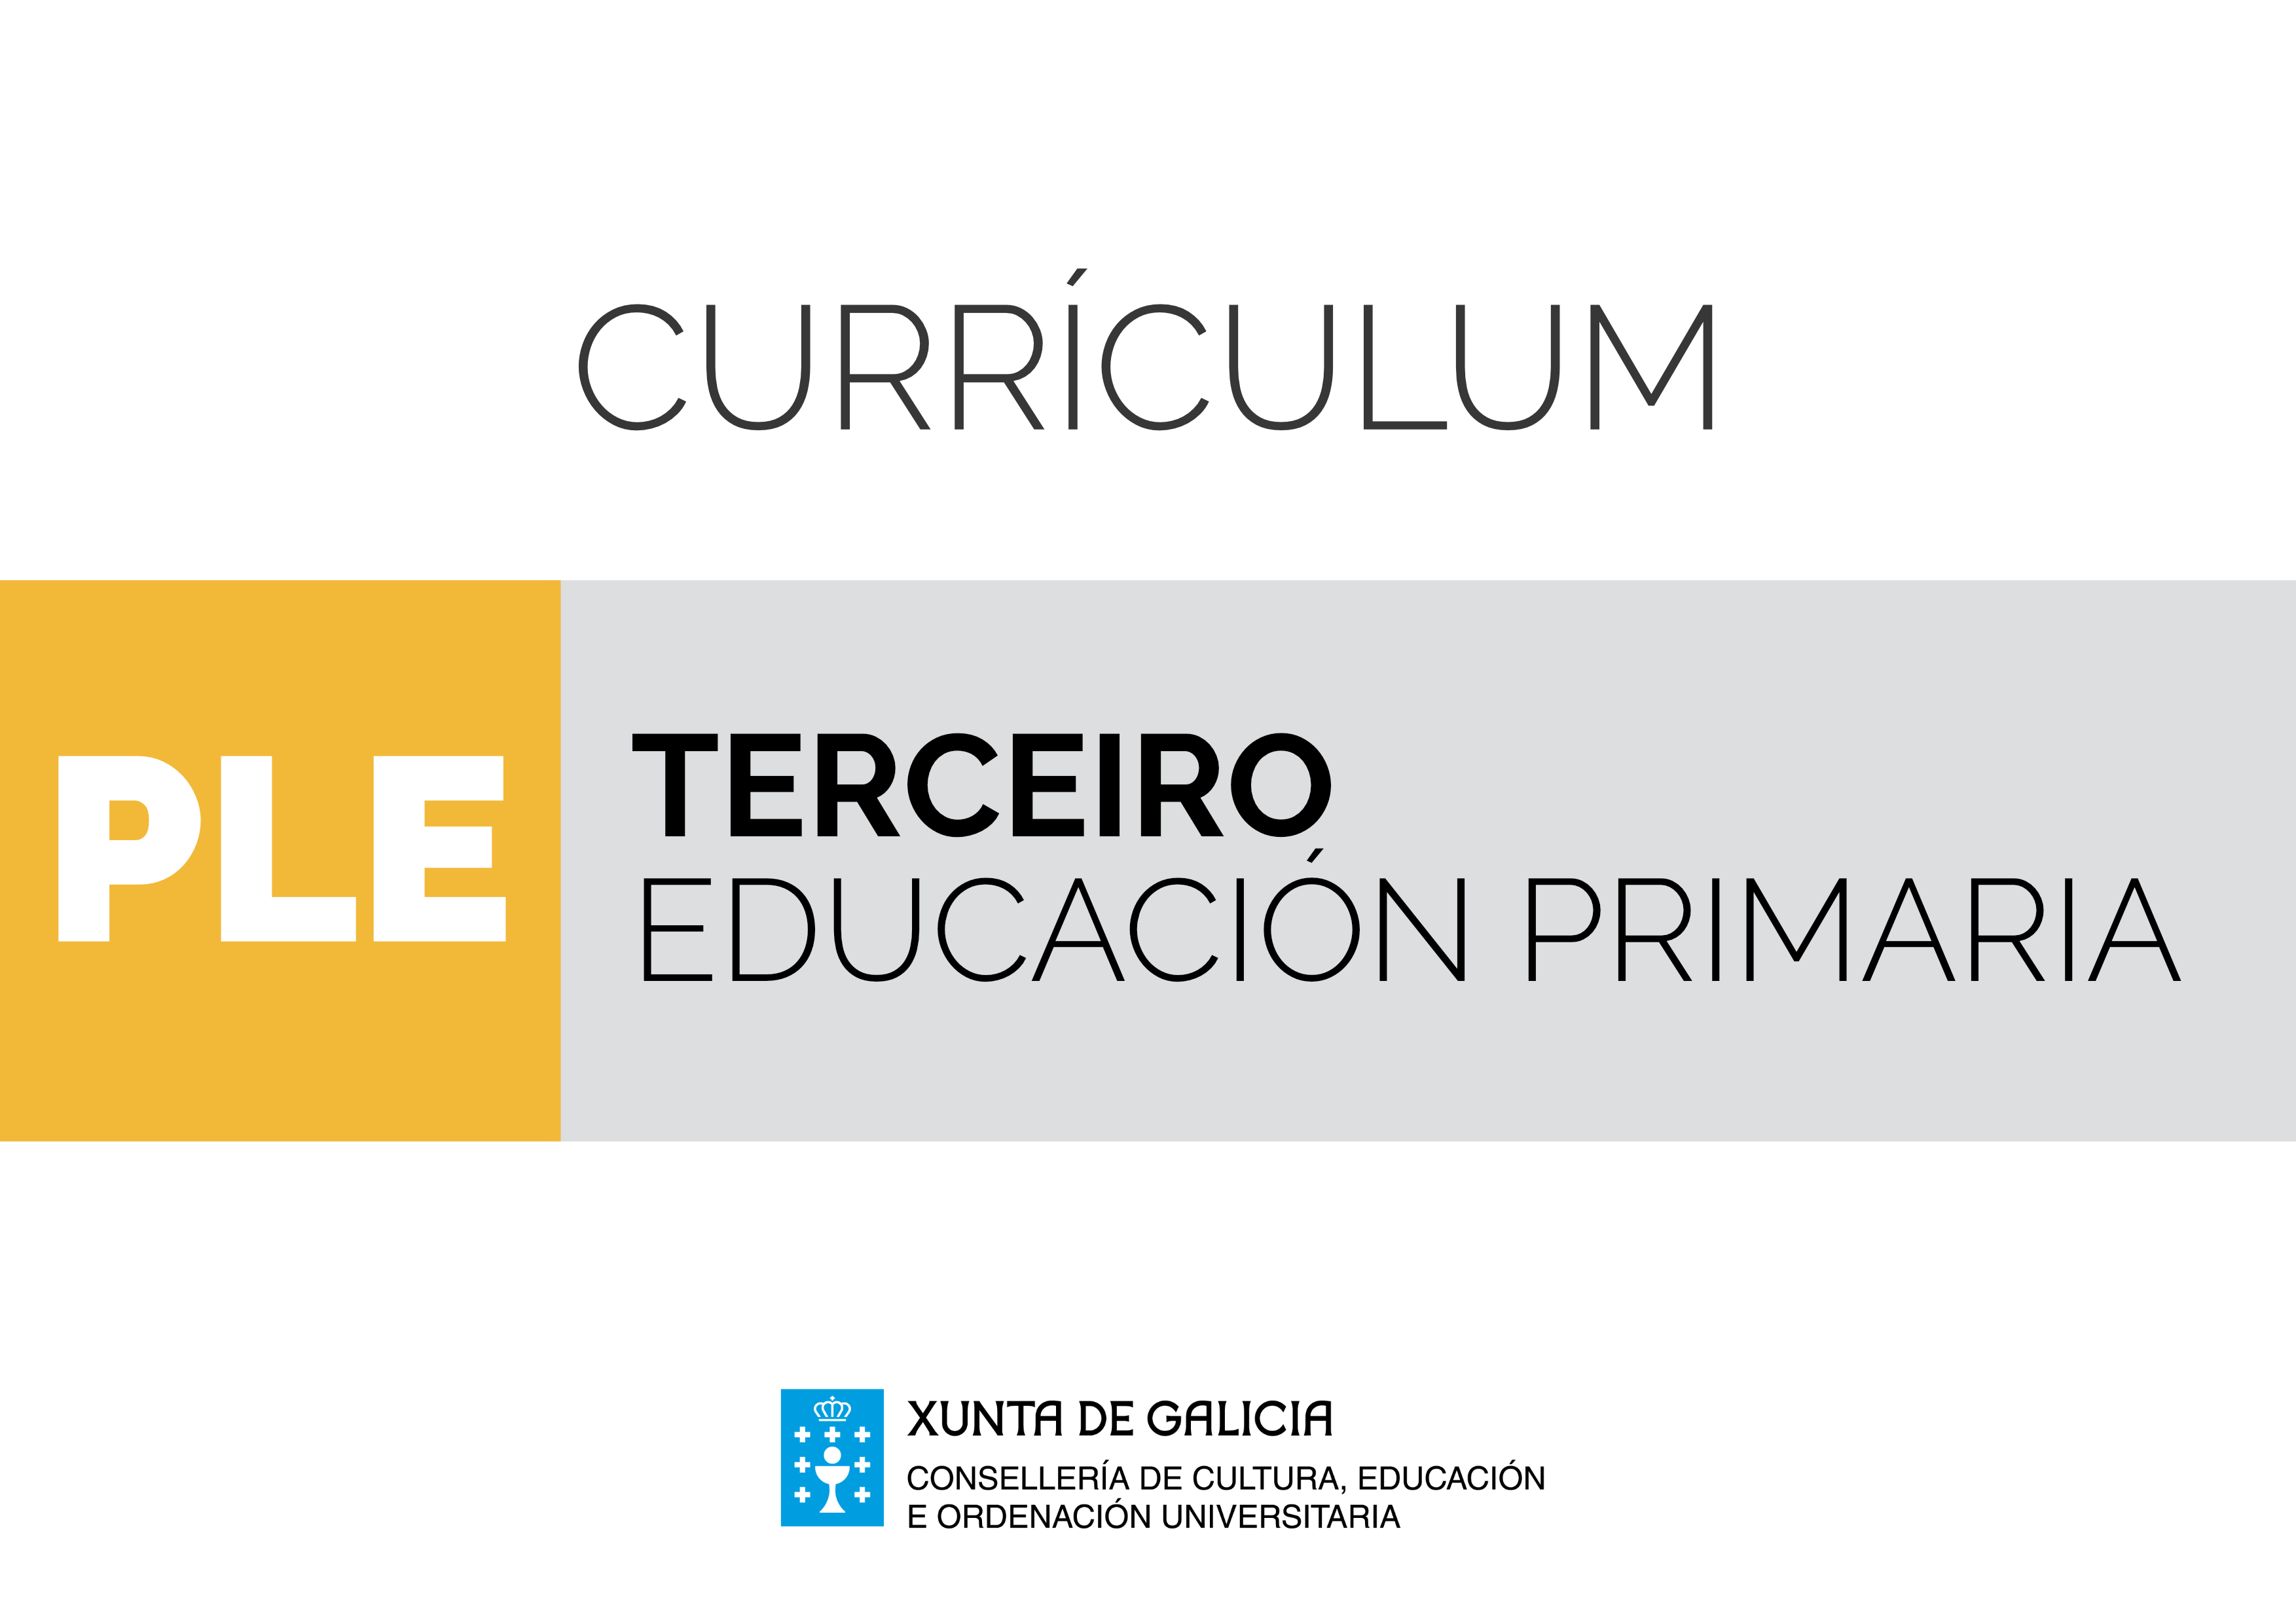 CURRÍCULUM
PLE
TERCEIRO
EDUCACIÓN PRIMARIA
XUNTA DE GALICIA
CONSELLERÍA DE CULTURA, EDUCACIÓN
E ORDENACIÓN UNIVERSITARIA